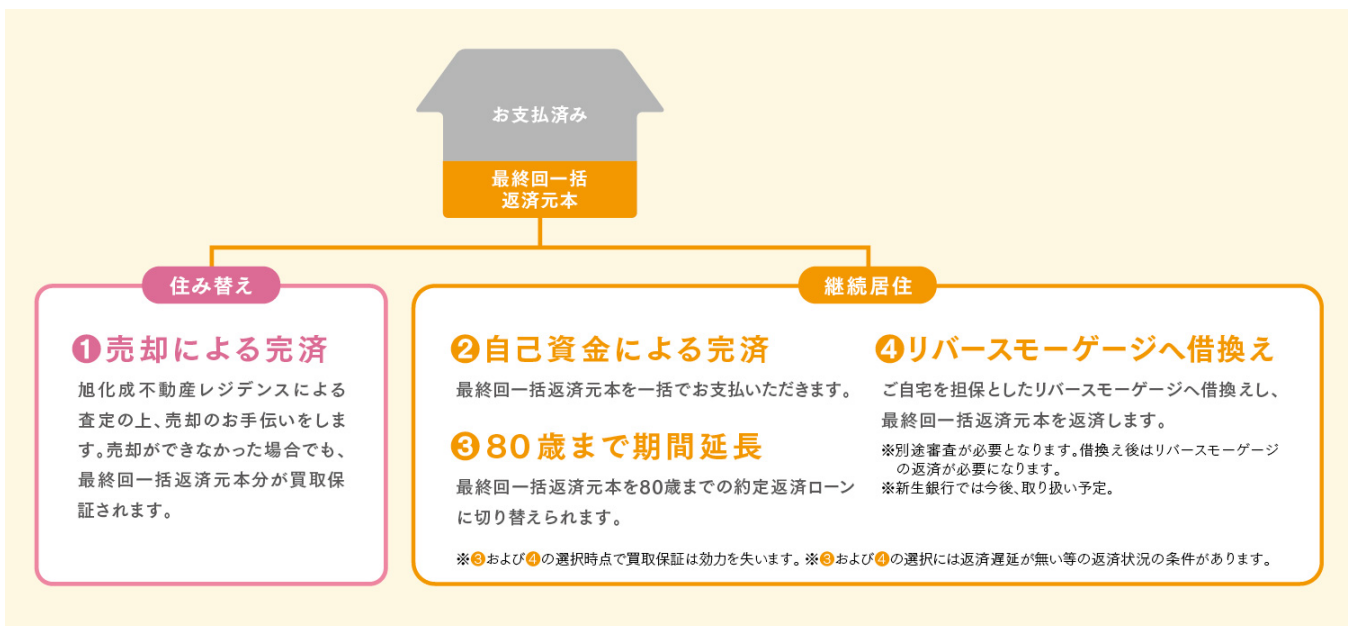 お支払済み
最終回一括
返済元本
住み替え
❶売却による完済
旭化成不動産レジデンスによる
査定の上、売却のお手伝いをしま
す。売却ができなかった場合でも、
最終回一括返済元本分が買取保
証されます。
継続居住
❷自己資金による完済
最終回一括返済元本を一括でお支払いただきます。
❸80歳まで期間延長
最終回一括返済元本を80歳までの約定返済ローン
に切り替えられます。
❹リバースモーゲージへ借換え
ご自宅を担保としたリバースモーゲージへ借換えし、
最終回一括返済元本を返済します。
※別途審査が必要となります。借換え後はリバースモーゲージ
の返済が必要になります。
※新生銀行では今後、取り扱い予定。
※❸および❹の選択時点で買取保証は効力を失います。※❸および❹の選択には返済遅延が無い等の返済状況の条件があります。